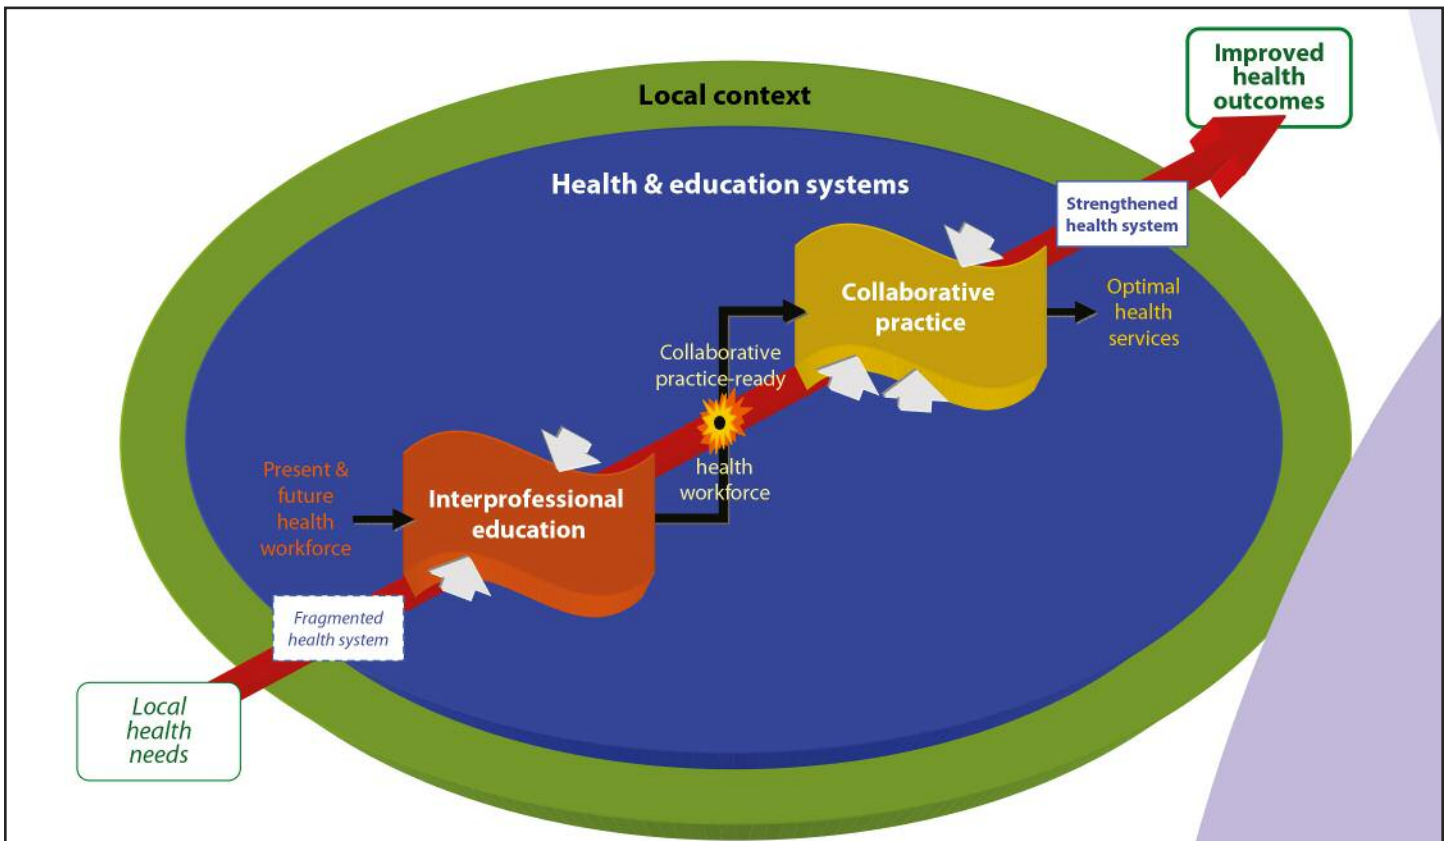 Improved
health
outcomes
Local context
Health & education systems
Strengthened
health system
Collaborative
practice
Optimal
health
services
Collaborative
practice-ready
health
workforce
Present &
future
health
workforce
Interprofessional
education
Fragmented
health system
Local
health
needs